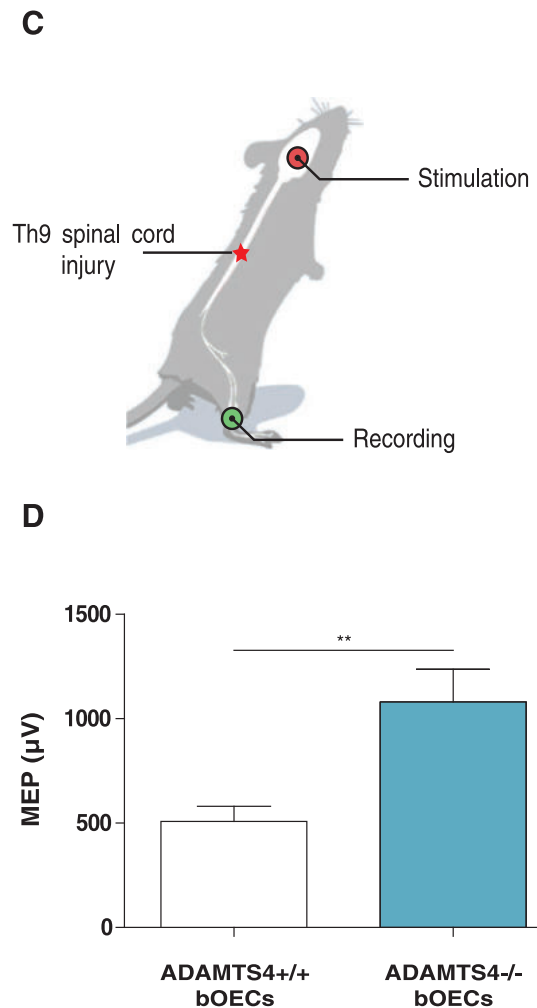 C
Stimulation
Th9 spinal cord
injury
Recording
D
1500
**
1000
MEP (µV)
500
0
ADAMTS4+/+
bOECs
ADAMTS4-/-
bOECs